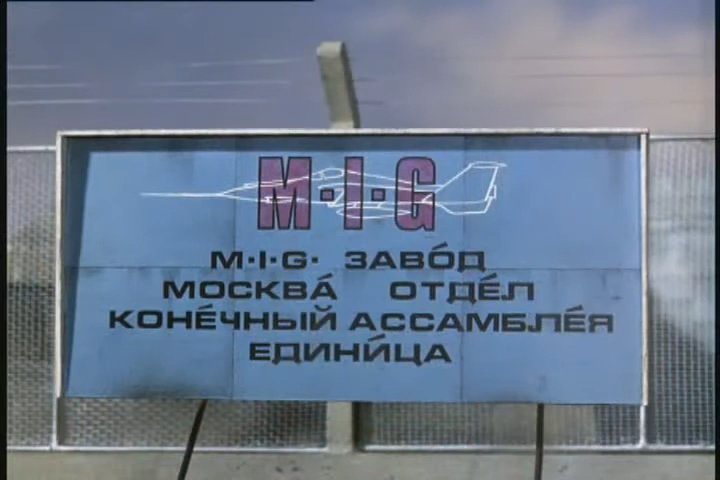 M·I·G
M·I·G· ЗАВО́Д
МОСКВА́ ОТДЕ́Л
КОНЕ́ЧНЫЙ АССАМБЛЕ́Я
ЕДИНИ́ЦА